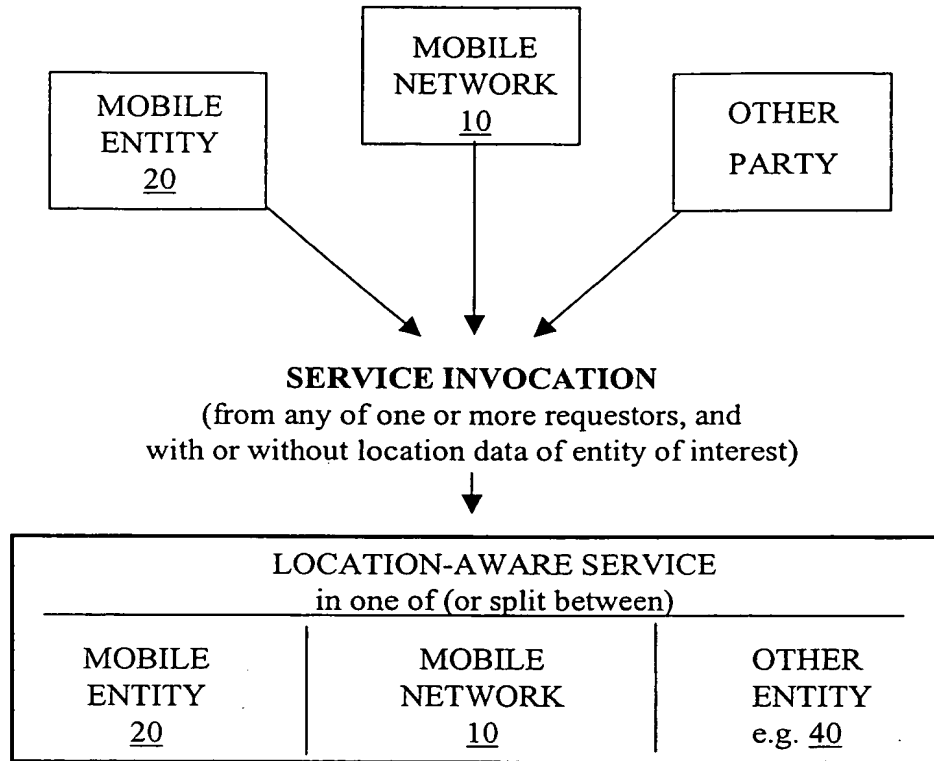 MOBILE
NETWORK
10
MOBILE
ENTITY
20
OTHER
PARTY
SERVICE INVOCATION
(from any of one or more requestors, and
with or without location data of entity of interest)
LOCATION-AWARE SERVICE
in one of (or split between)
MOBILE
ENTITY
20
MOBILE
NETWORK
10
OTHER
ENTITY
e.g. 40